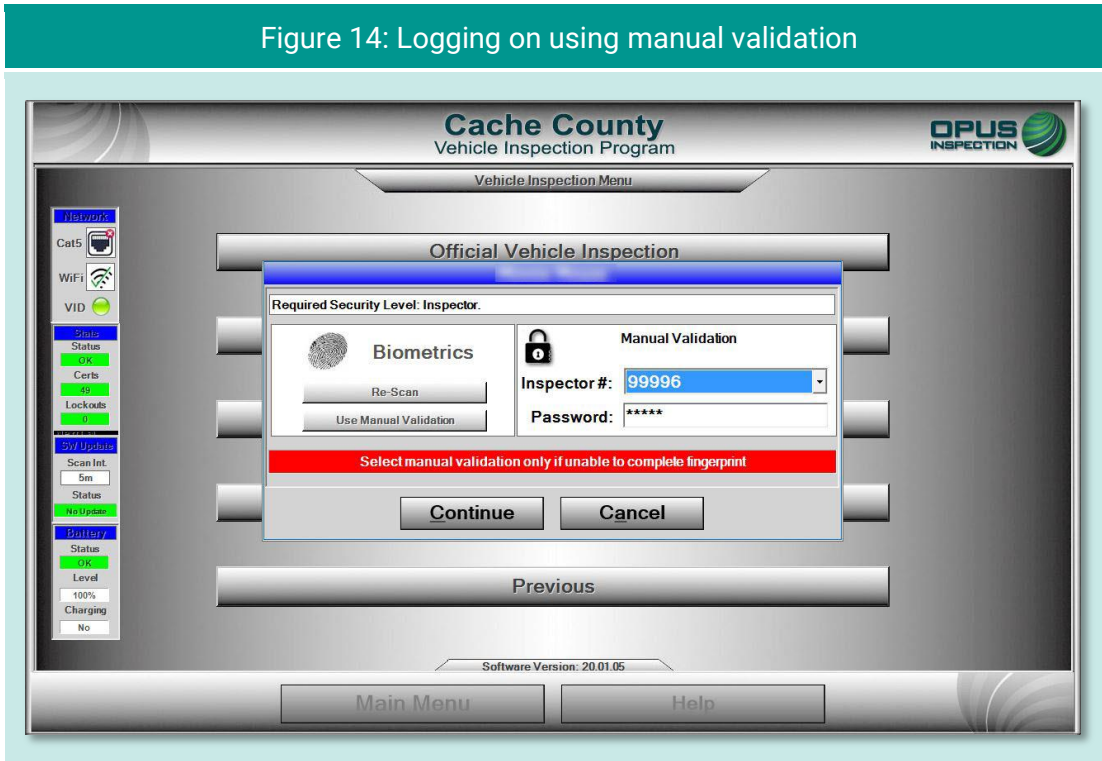 Figure 14: Logging on using manual validation
Cache County
Vehicle Inspection Program
OPUS
INSPECTION
Vehicle Inspection Menu
Network
Cat5
WiFi
VID
Stats
Status
OK
Certs
49
Lockouts
0
SW Update
Scan Int.
5m
Status
No Update
Battery
Status
OK
Level
100%
Charging
No
Official Vehicle Inspection
Required Security Level: Inspector.
Biometrics
Re-Scan
Use Manual Validation
Manual Validation
Inspector #: 99996
Password: *****
Select manual validation only if unable to complete fingerprint
Continue Cancel
Previous
Software Version: 20.01.05
Main Menu Help